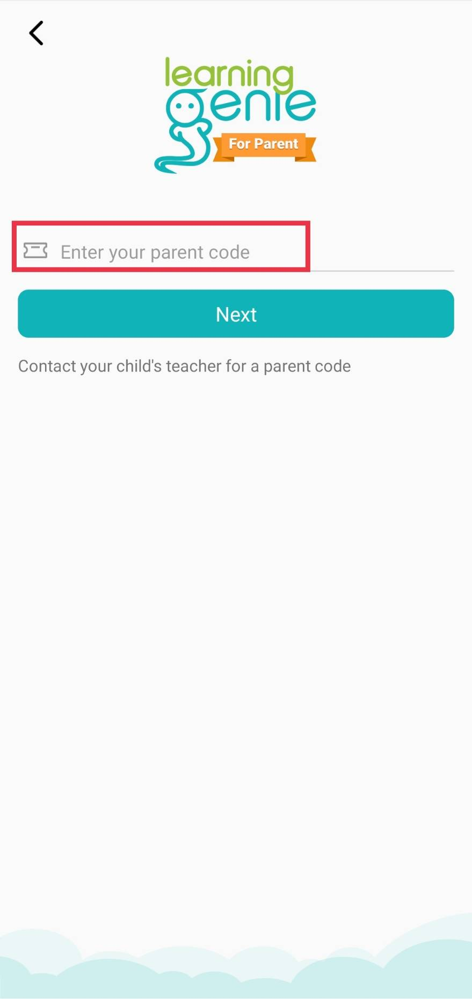 learning
genie
For Parent
Enter your parent code
Next
Contact your child's teacher for a parent code